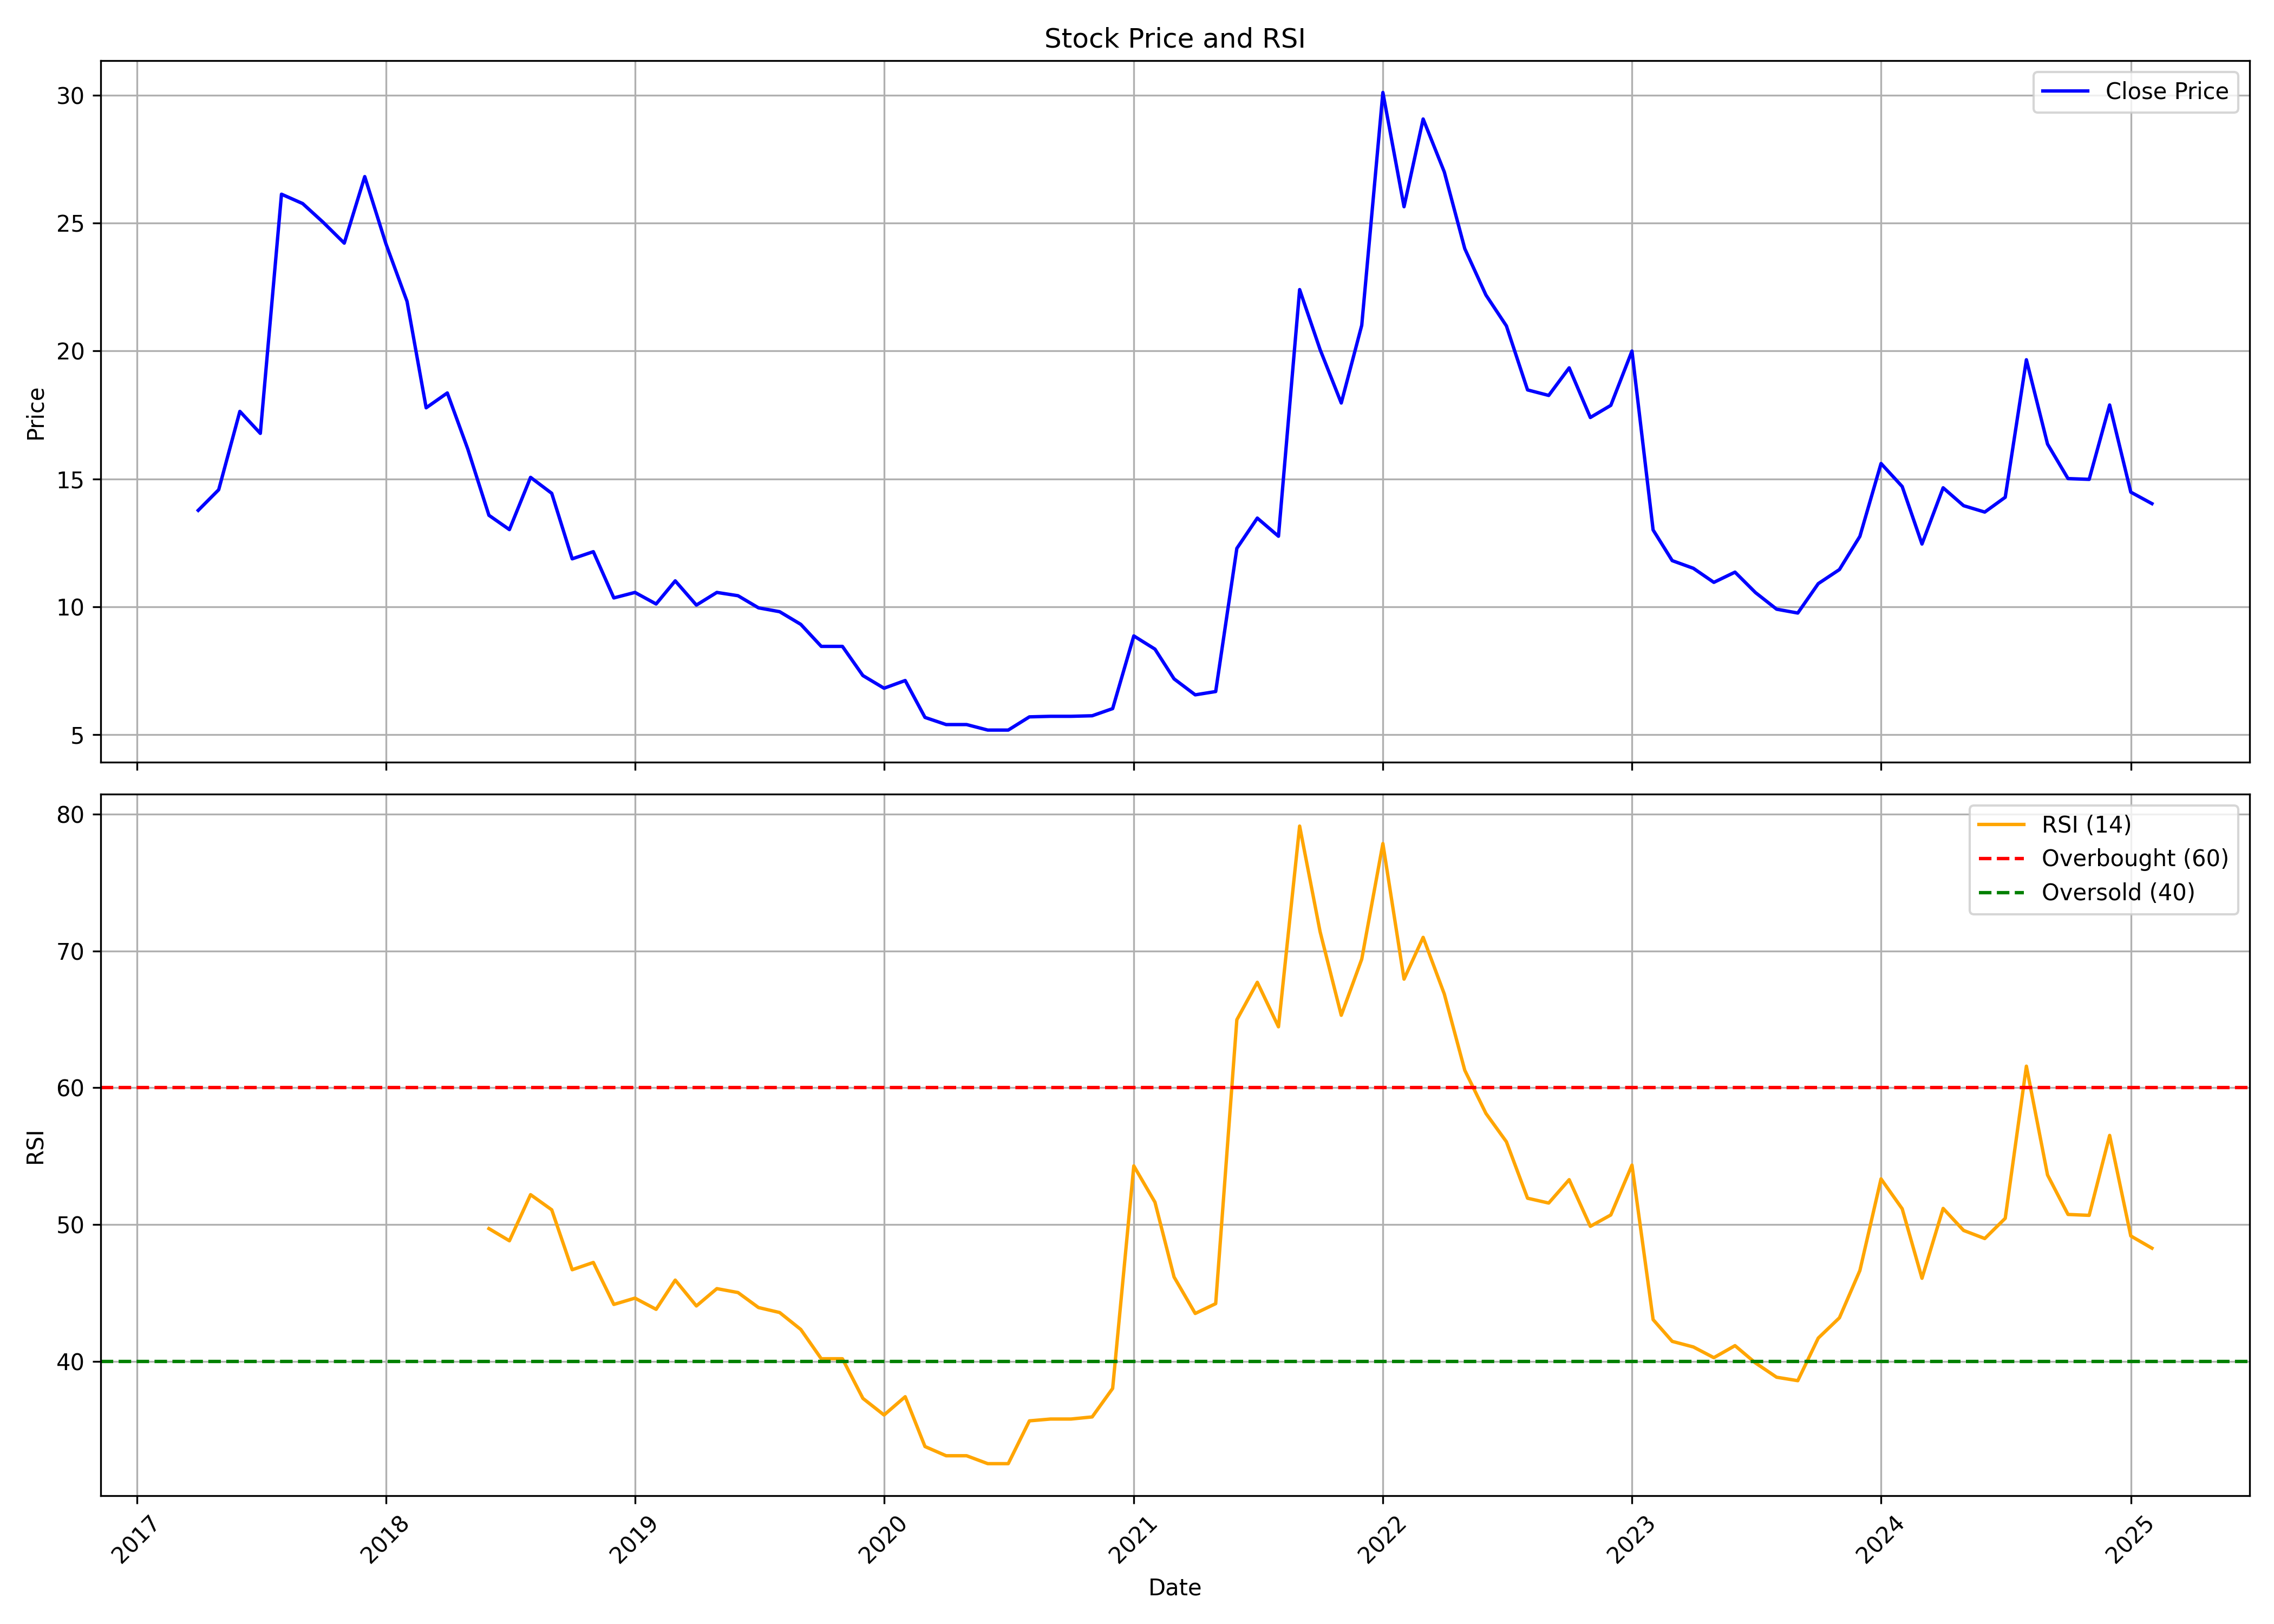 Stock Price and RSI
Close Price
30
25
20
15
10
5
Price
RSI (14)
Overbought (60)
Oversold (40)
80
70
60
50
40
RSI
2017
2018
2019
2020
2021
2022
2023
2024
2025
Date